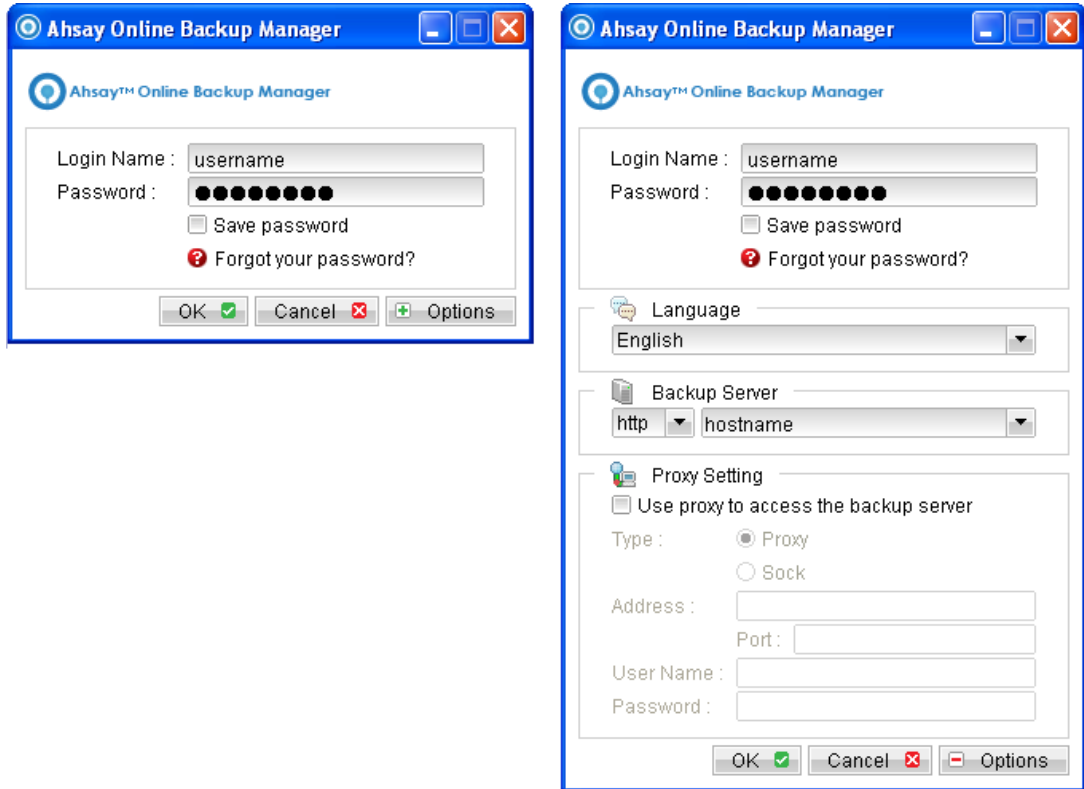 Ahsay Online Backup Manager
Ahsay™ Online Backup Manager
Login Name : username
Password : ●●●●●●●●
Save password
Forgot your password?
OK Cancel Options
Ahsay Online Backup Manager
Ahsay™ Online Backup Manager
Login Name : username
Password : ●●●●●●●●
Save password
Forgot your password?
Language
English
Backup Server
http hostname
Proxy Setting
Use proxy to access the backup server
Type : Proxy
Sock
Address :
Port :
User Name :
Password :
OK Cancel Options